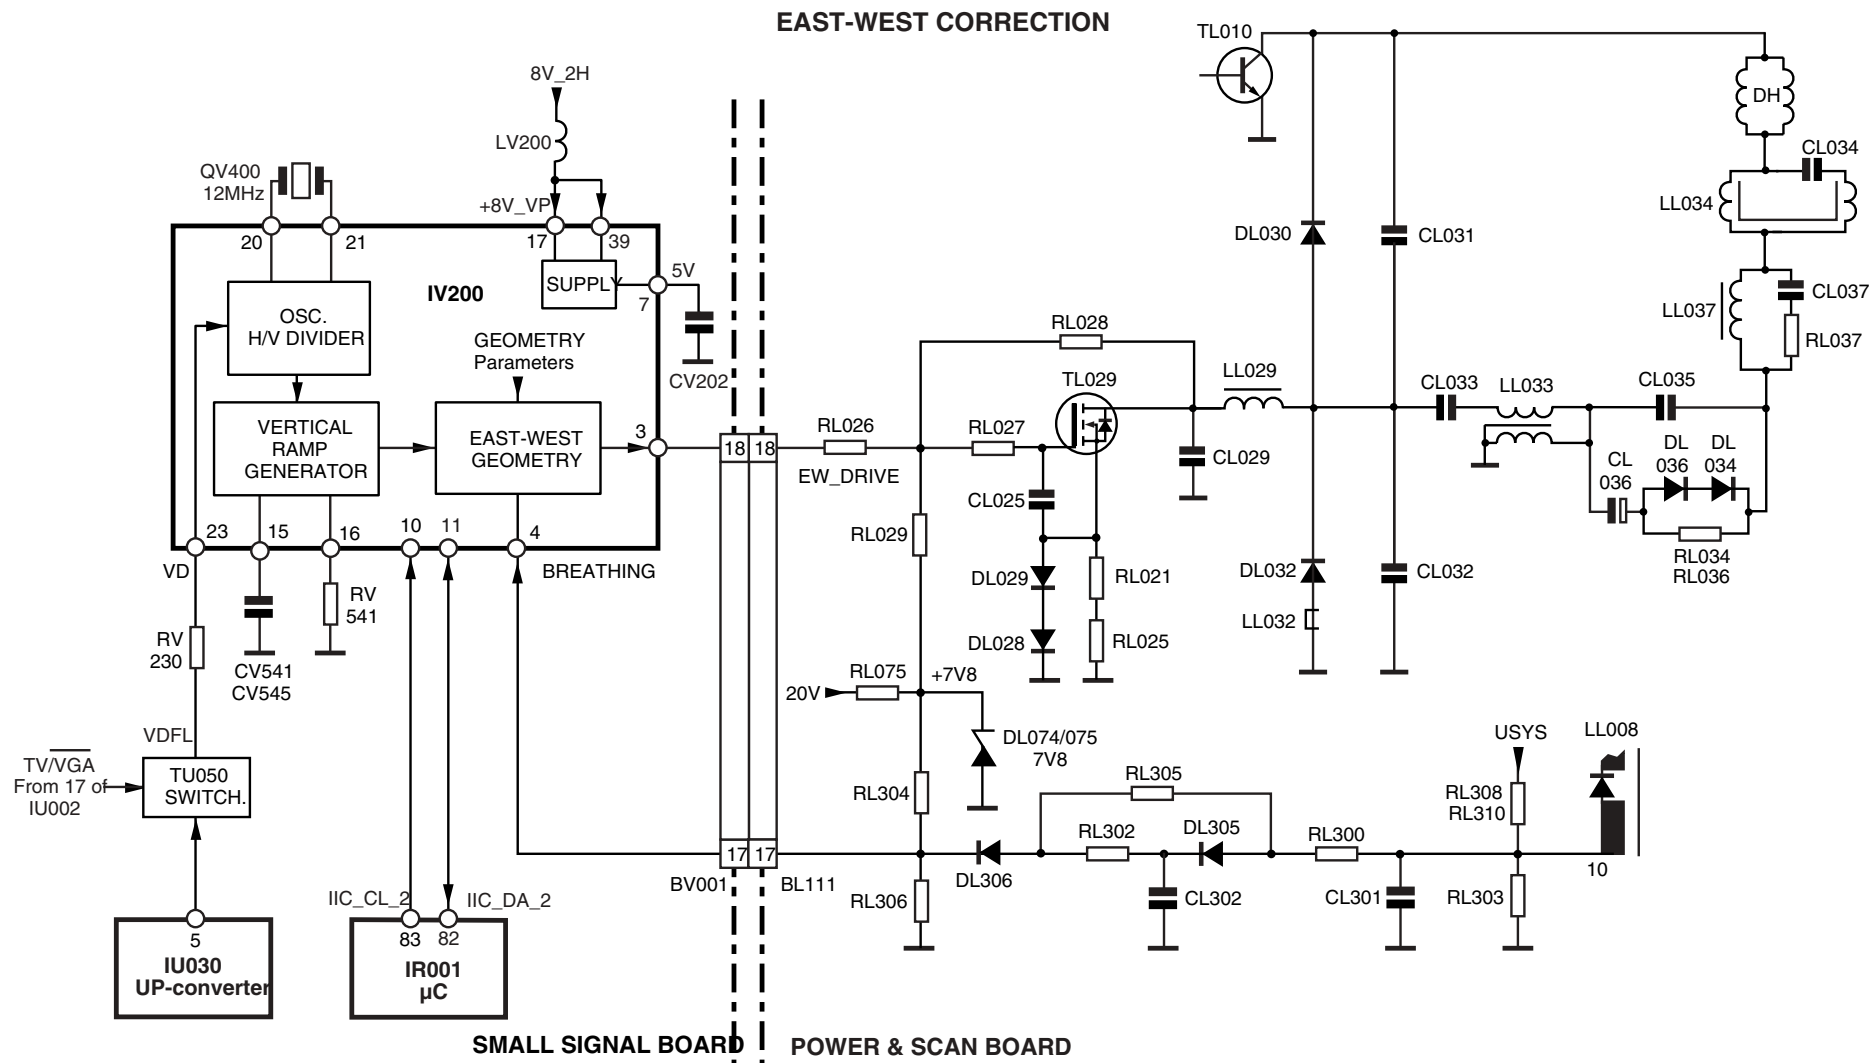 EAST-WEST CORRECTION
TL010
8V_2H
LV200
DH
CL034
QV400
12MHz
+8V_VP
LL034
20
21
17
39
DL030
CL031
5V
SUPPLY
IV200
7
OSC.
H/V DIVIDER
CL037
LL037
RL037
GEOMETRY
Parameters
RL028
CV202
TL029
LL029
CL033
LL033
CL035
VERTICAL
RAMP
GENERATOR
EAST-WEST
GEOMETRY
3
18
18
RL026
RL027
EW_DRIVE
CL029
DL
036
DL
034
CL
036
CL025
RL029
23
15
16
10
11
4
VD
BREATHING
RL034
RL036
DL029
RL021
DL032
CL032
RV
541
LL032
RV
230
DL028
RL025
CV541
CV545
RL075
+7V8
20V
VDFL
DL074/075
7V8
USYS
LL008
TV/VGA
From 17 of
IU002
TU050
SWITCH.
RL304
RL305
RL308
RL310
RL302
DL305
RL300
17
17
10
BV001
BL111
DL306
RL306
CL302
CL301
RL303
IIC_CL_2
IIC_DA_2
5
83
82
IU030
UP-converter
IR001
µC
SMALL SIGNAL BOARD
POWER & SCAN BOARD